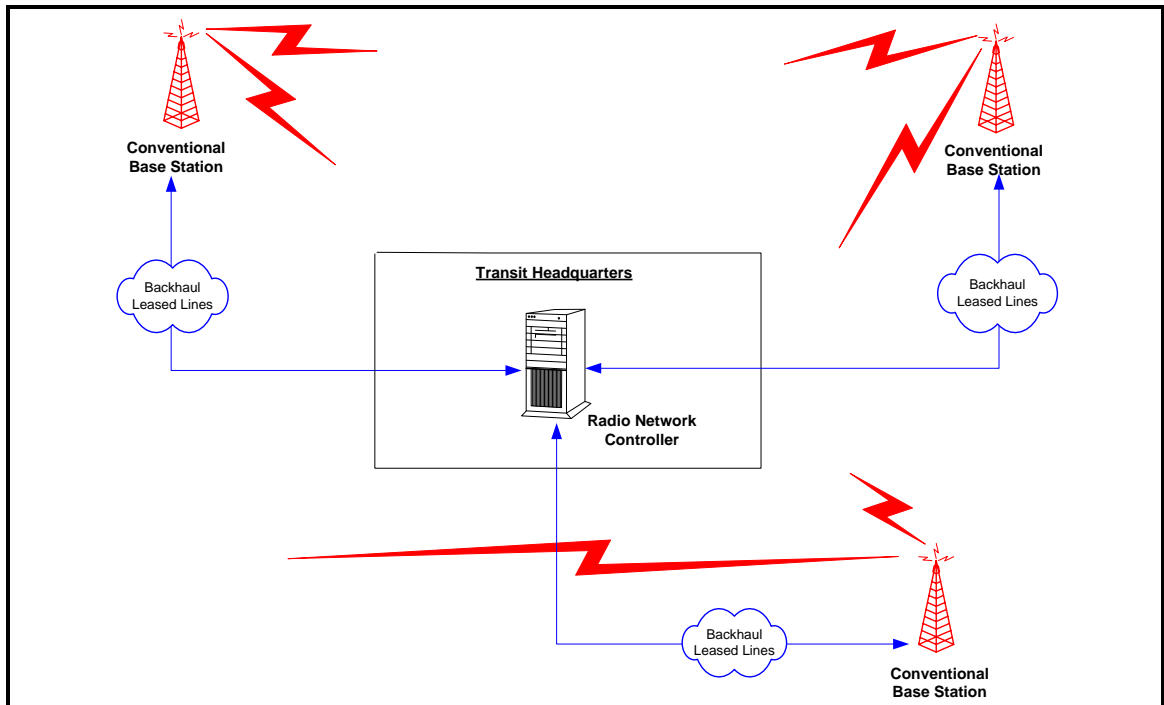 Conventional
Base Station
Conventional
Base Station
Transit Headquarters
Backhaul
Leased Lines
Backhaul
Leased Lines
Radio Network
Controller
Backhaul
Leased Lines
Conventional
Base Station